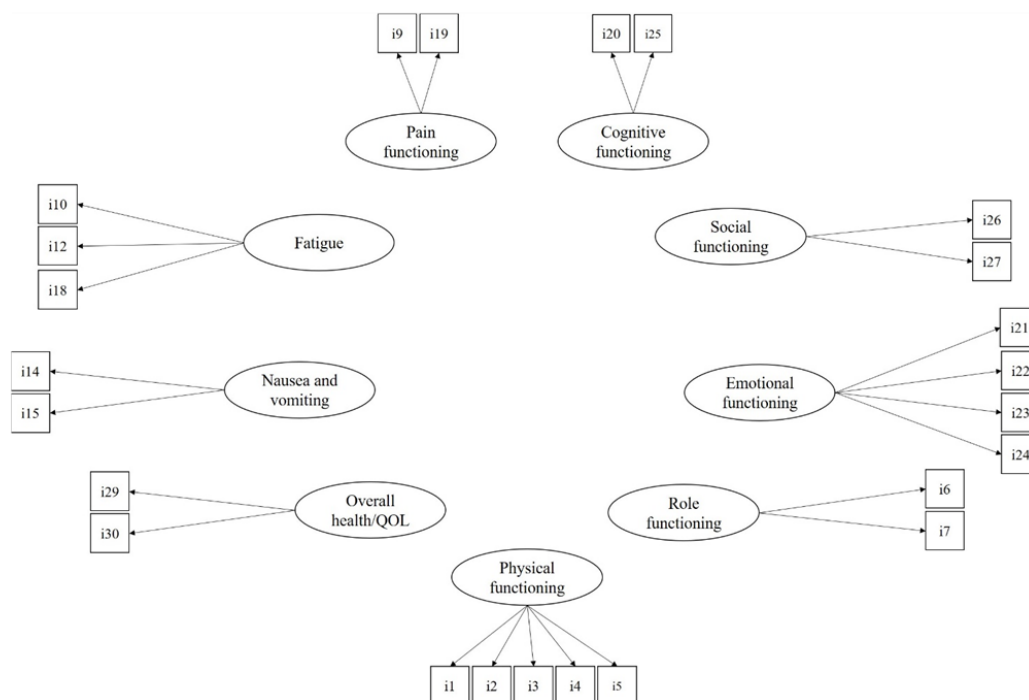 i9 i19
i20 i25
Pain
functioning
Cognitive
functioning
i10
i12
i18
Fatigue
Social
functioning
i26
i27
i14
i15
Nausea and
vomiting
Emotional
functioning
i21
i22
i23
i24
i29
i30
Overall
health/QOL
Role
functioning
i6
i7
Physical
functioning
i1 i2 i3 i4 i5